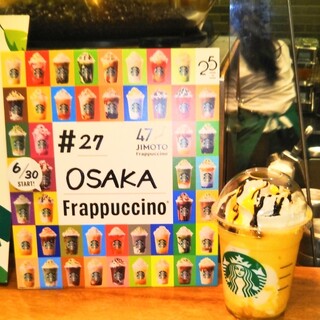 25
#27
47
JIMOTO
Frappuccino
6/30
START!
OSAKA
Frappuccino